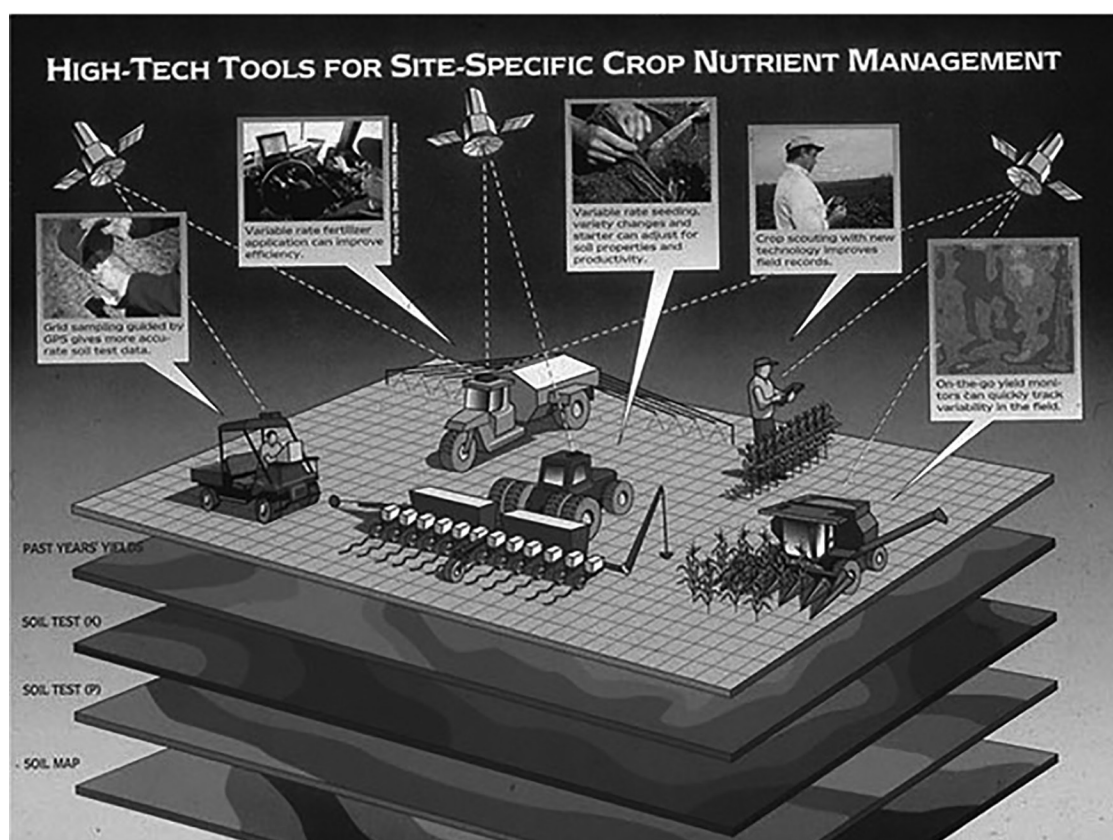 HIGH-TECH TOOLS FOR SITE-SPECIFIC CROP NUTRIENT MANAGEMENT
Variable rate fertilizer
application can improve
efficiency.
Variable rate seeding,
variety changes and
starter can adjust for
soil properties and
productivity.
Crop scouting with new
technology improves
field records.
Grid sampling guided by
GPS gives more accu-
rate soil test data.
On-the-go yield moni-
tors can quickly track
variability in the field.
PAST YEARS' YIELDS
SOIL TEST (K)
SOIL TEST (P)
SOIL MAP